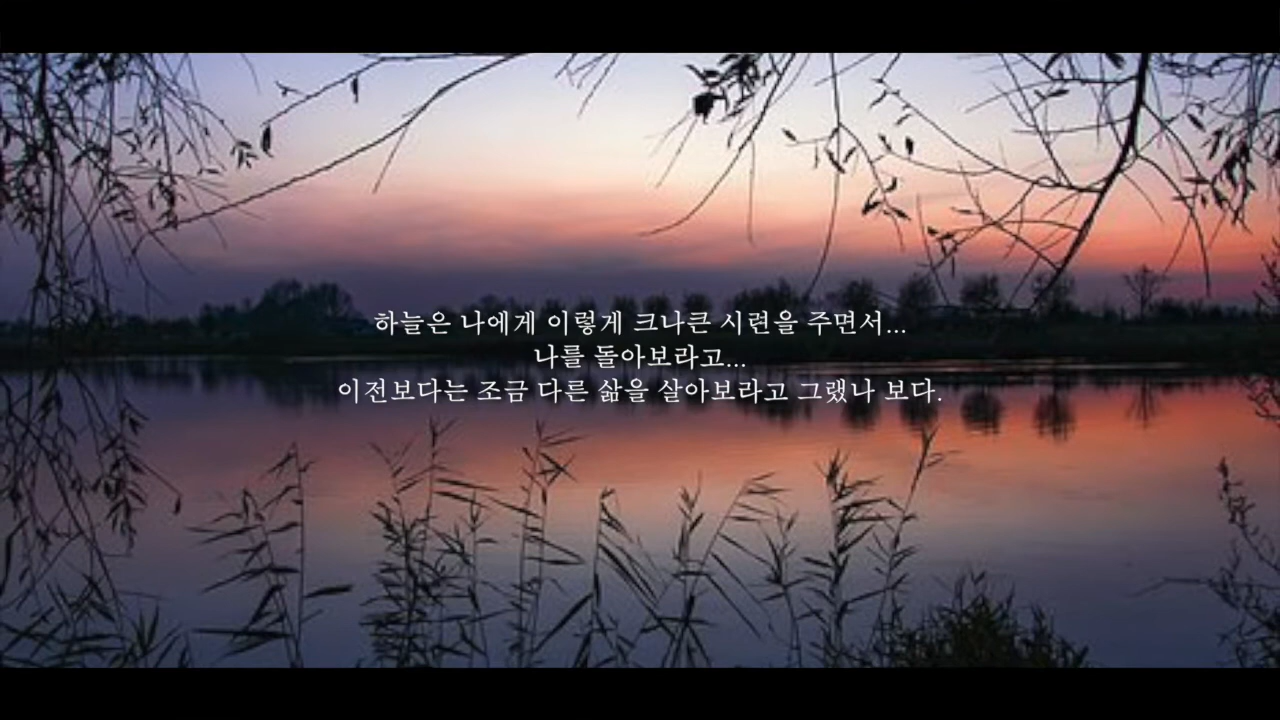 하늘은 나에게 이렇게 크나큰 시련을 주면서...
나를 돌아보라고...
이전보다는 조금 다른 삶을 살아보라고 그랬나 보다.